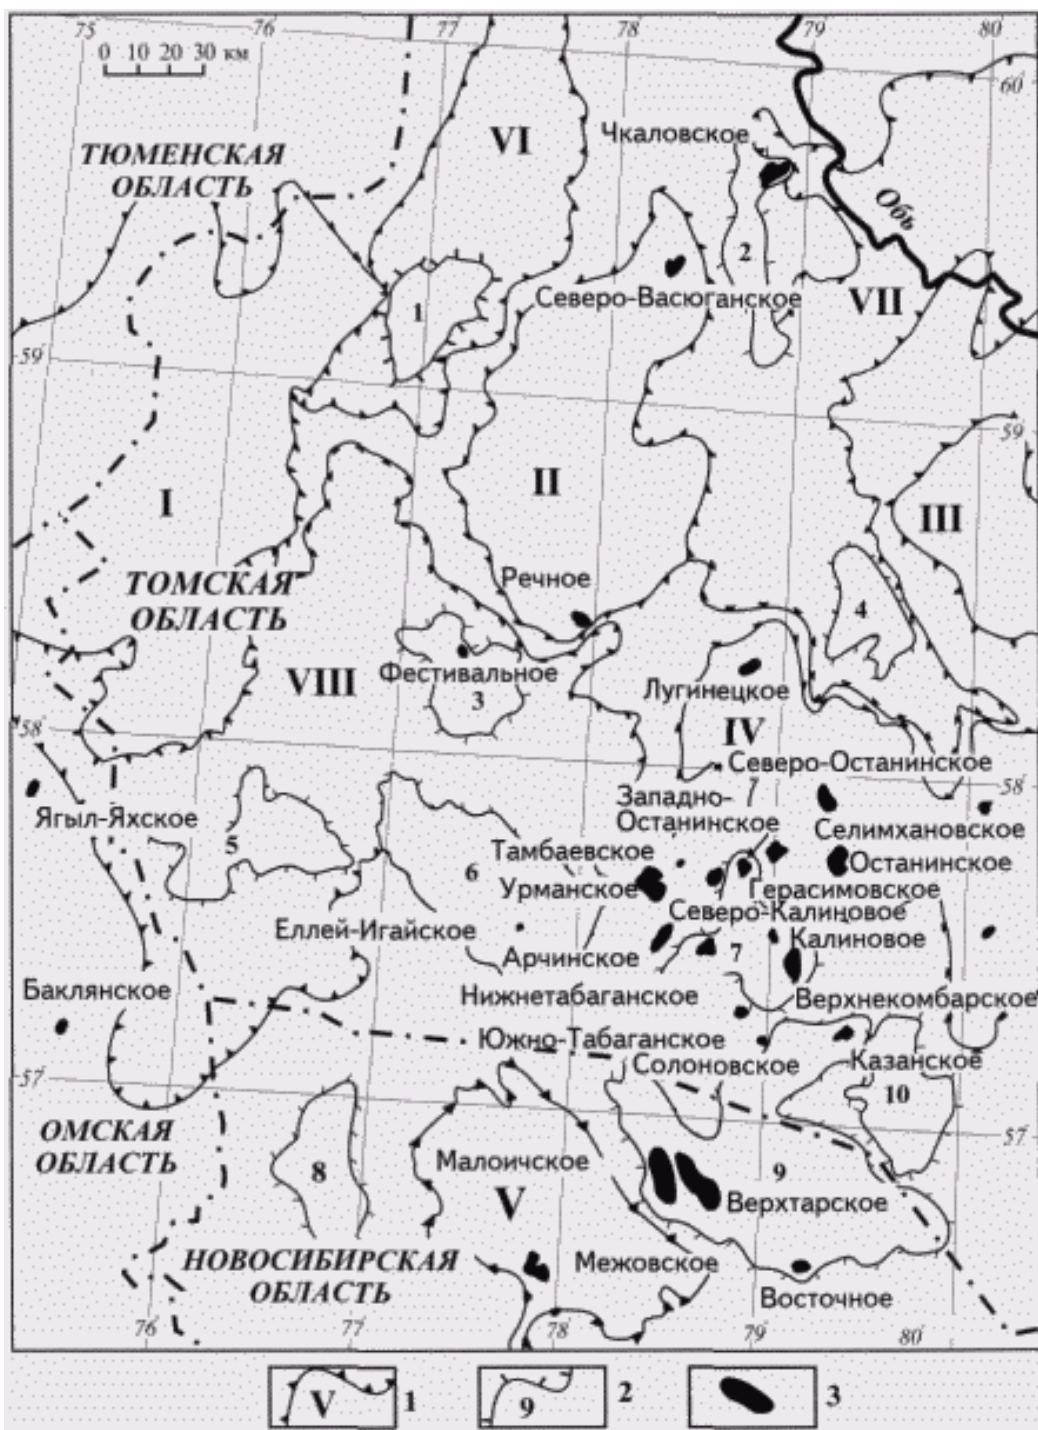 75
76
77
78
79
80
0 10 20 30 км
60
VI
Чкаловское
ТЮМЕНСКАЯ
ОБЛАСТЬ
Обь
2
1
Северо-Васюганское
VII
59
59
II
I
III
Речное
ТОМСКАЯ
ОБЛАСТЬ
4
VIII
Фестивальное
3
Лугинецкое
58
IV
Северо-Останинское
58
Западно-
Останинское
Ягыл-Яхское
Селимхановское
5
Тамбаевское
Останинское
6
Урманское
Герасимовское
Северо-Калиновое
Еллей-Игайское
Калиновое
7
Арчинское
Баклянское
Нижнетабаганское
Верхнекомбарское
Южно-Табаганское
Солоновское
Казанское
57
10
ОМСКАЯ
ОБЛАСТЬ
57
8
Малоичское
9
V
Верхтарское
НОВОСИБИРСКАЯ
ОБЛАСТЬ
Межовское
Восточное
76
77
78
79
80
V 1
9 2
3